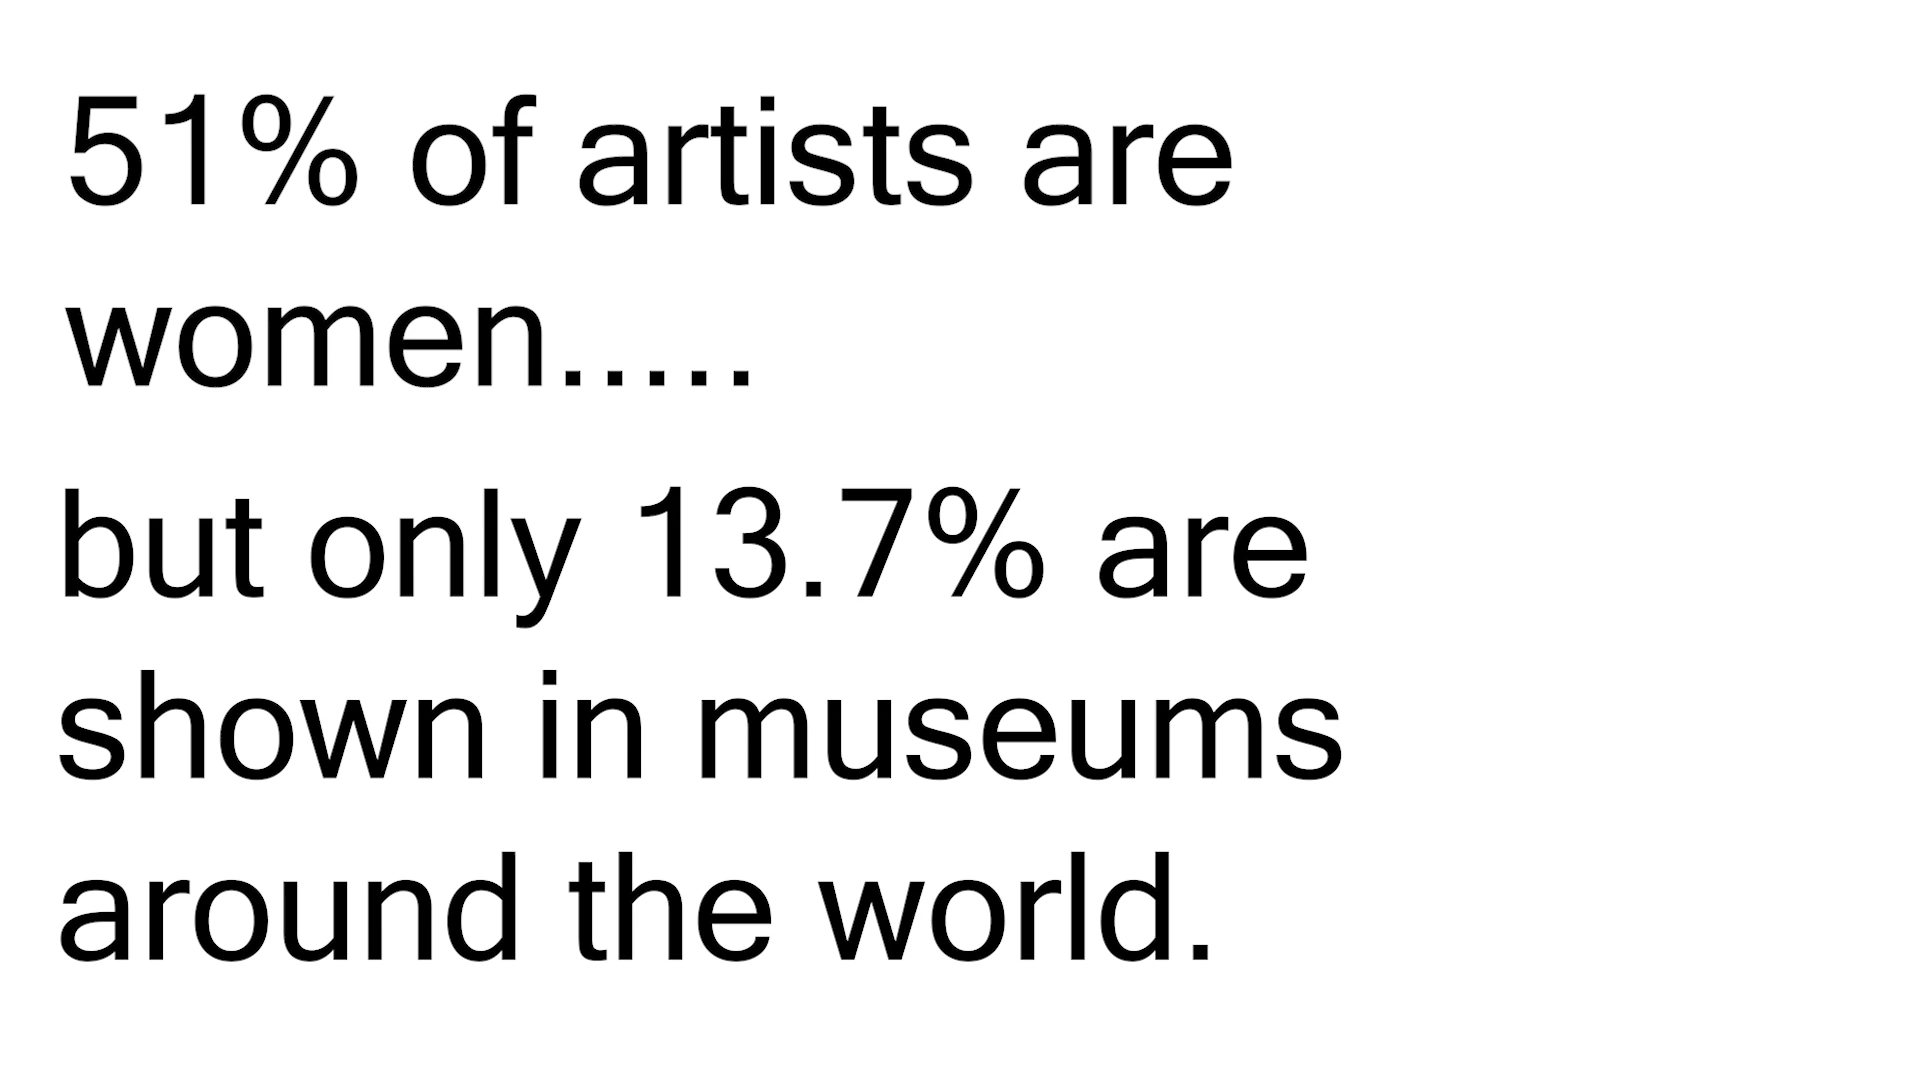 51% of artists are
women.....
but only 13.7% are
shown in museums
around the world.